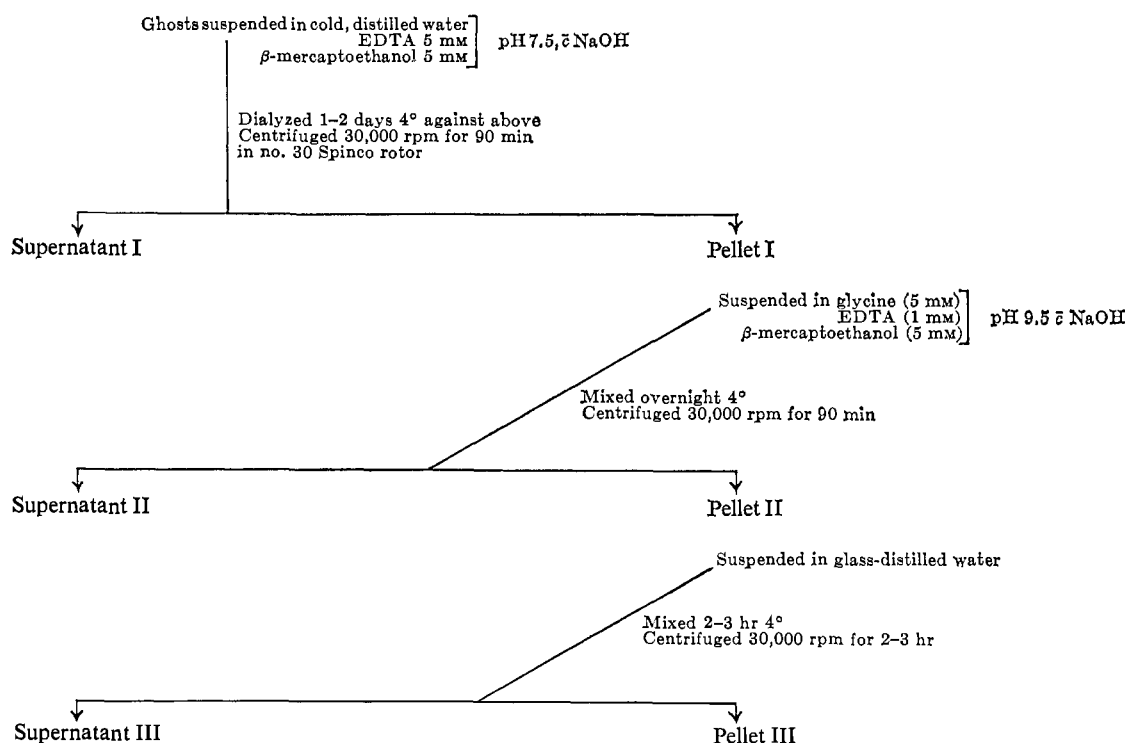 Ghosts suspended in cold, distilled water
EDTA 5 mM
β-mercaptoethanol 5 mM
pH 7.5, c̄ NaOH
Dialyzed 1–2 days 4° against above
Centrifuged 30,000 rpm for 90 min
in no. 30 Spinco rotor
Supernatant I
Pellet I
Suspended in glycine (5 mM)
EDTA (1 mM)
β-mercaptoethanol (5 mM)
pH 9.5 c̄ NaOH
Mixed overnight 4°
Centrifuged 30,000 rpm for 90 min
Supernatant II
Pellet II
Suspended in glass-distilled water
Mixed 2–3 hr 4°
Centrifuged 30,000 rpm for 2–3 hr
Supernatant III
Pellet III